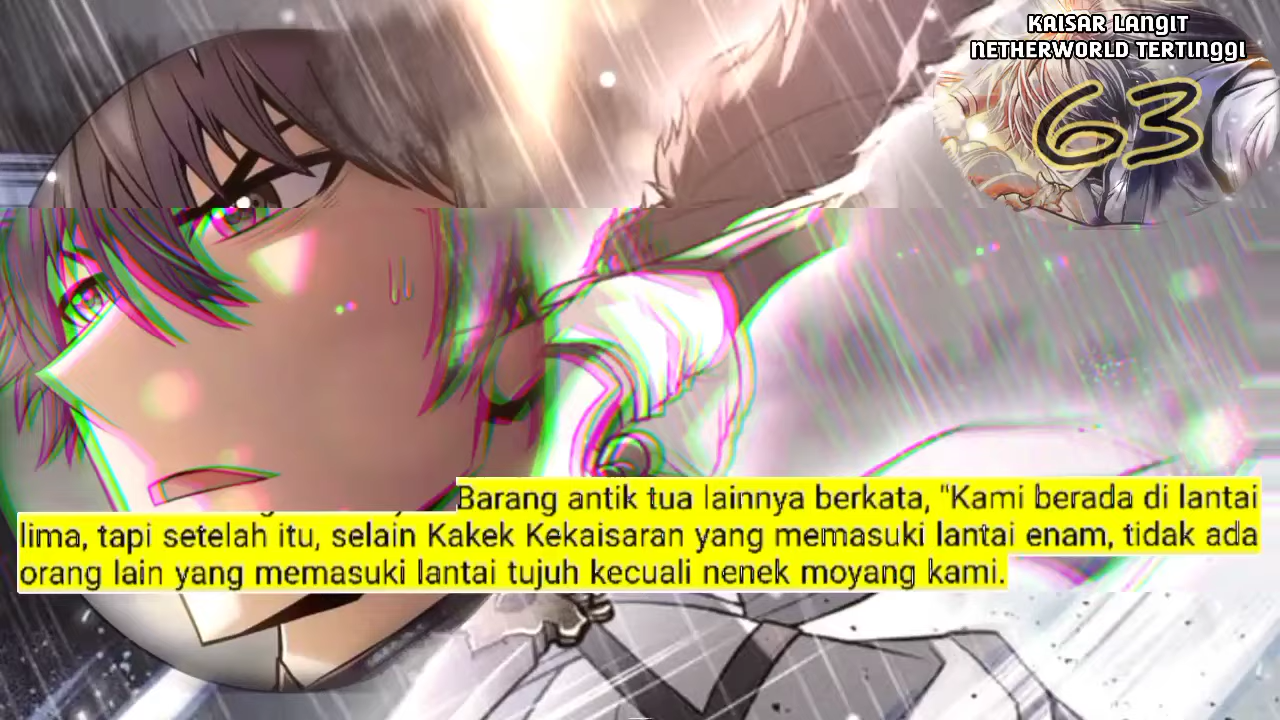 KAISAR LANGIT
NETHERWORLD TERTINGGI
63
Barang antik tua lainnya berkata, "Kami berada di lantai
lima, tapi setelah itu, selain Kakek Kekaisaran yang memasuki lantai enam, tidak ada
orang lain yang memasuki lantai tujuh kecuali nenek moyang kami.